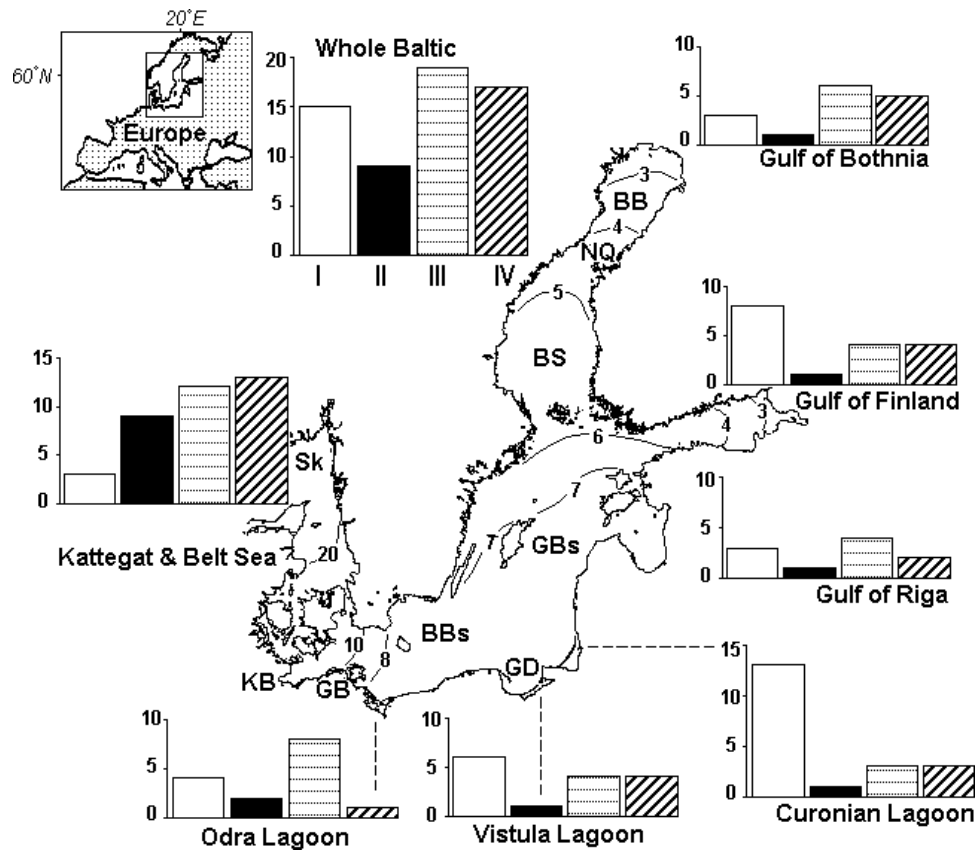 20°E
60°N
Europe
Whole Baltic
20
15
10
5
0
I II III IV
10
5
0
Gulf of Bothnia
3
BB
4
NQ
5
BS
10
5
0
Gulf of Finland
3
4
6
15
10
5
0
Kattegat & Belt Sea
Sk
20
7
7
GBs
10
5
0
Gulf of Riga
BBs
10
8
KB
GB
GD
15
10
5
0
Curonian Lagoon
10
5
0
Odra Lagoon
10
5
0
Vistula Lagoon